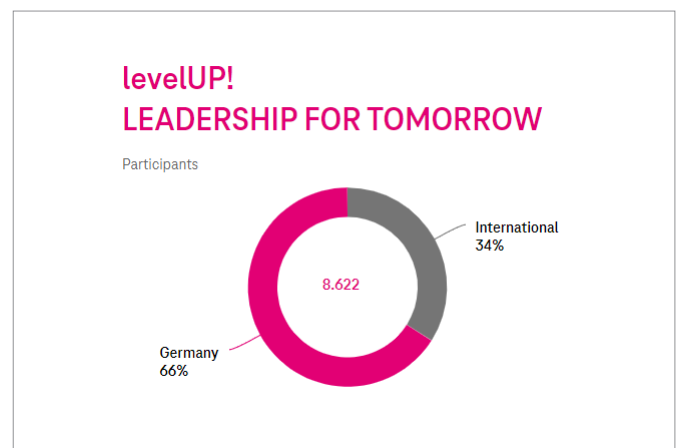 levelUP!
LEADERSHIP FOR TOMORROW
Participants
International
34%
8.622
Germany
66%